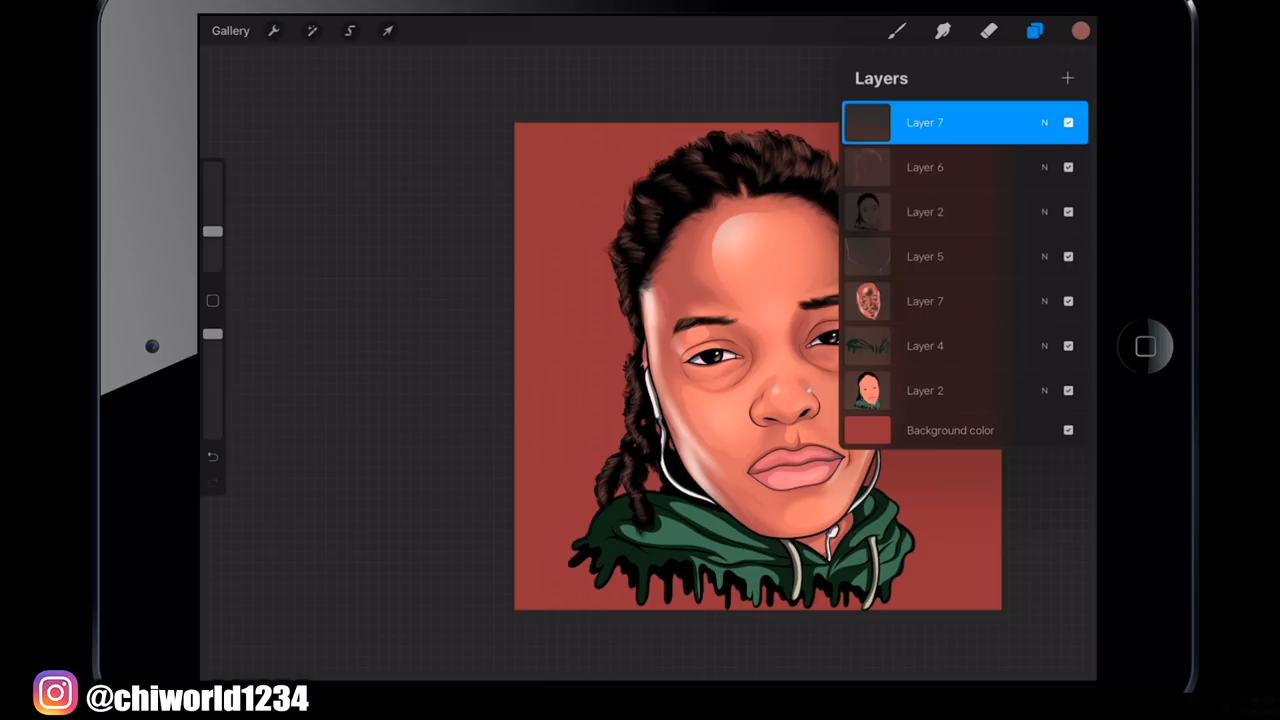 Gallery
Layers
Layer 7 N
Layer 6 N
Layer 2 N
Layer 5 N
Layer 7 N
Layer 4 N
Layer 2 N
Background color
@chiworld1234